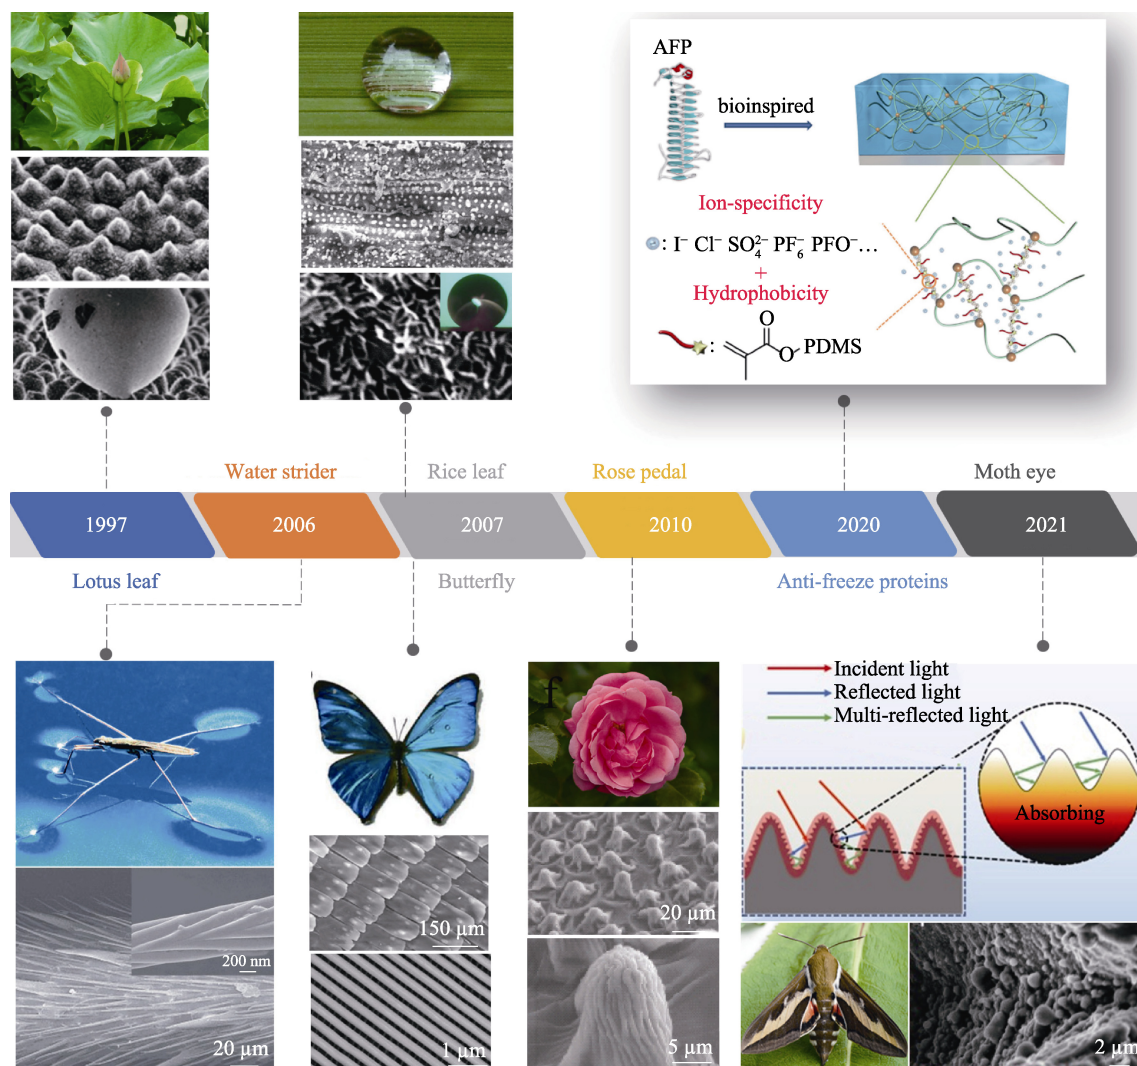 AFP
bioinspired
Ion-specificity
: I⁻ Cl⁻ SO₄²⁻ PF₆⁻ PFO⁻…
+
Hydrophobicity
:
O
O
PDMS
Water strider
Rice leaf
Rose pedal
Moth eye
1997
2006
2007
2010
2020
2021
Lotus leaf
Butterfly
Anti-freeze proteins
200 nm
20 µm
150 µm
1 µm
f
20 µm
5 µm
Incident light
Reflected light
Multi-reflected light
Absorbing
2 µm